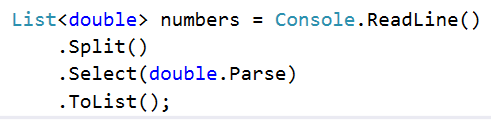 List<double> numbers = Console.ReadLine()
    .Split()
    .Select(double.Parse)
    .ToList();